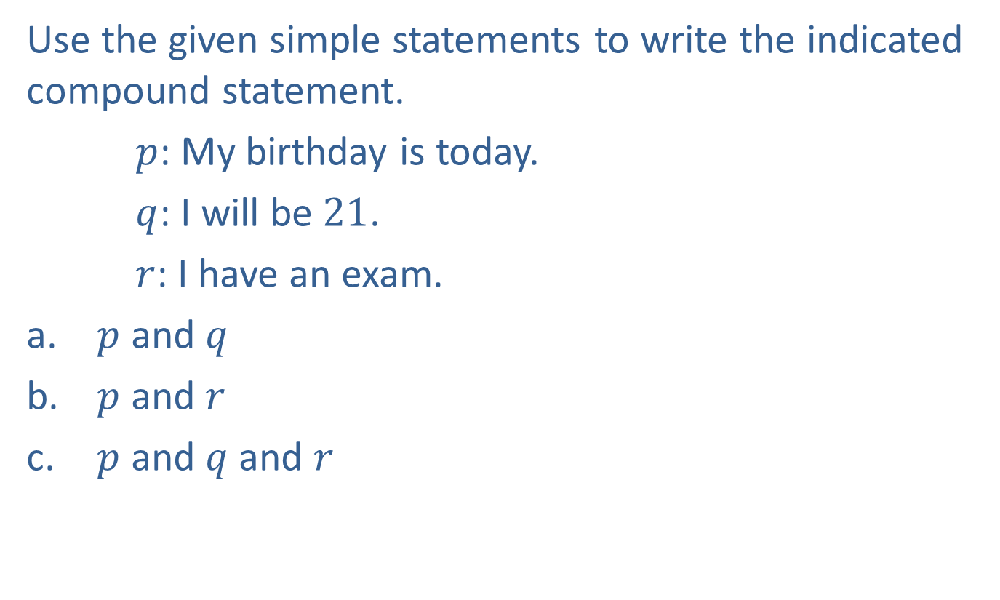 Use the given simple statements to write the indicated
compound statement.
p: My birthday is today.
q: I will be 21.
r: I have an exam.
a. p and q
b. p and r
c. p and q and r